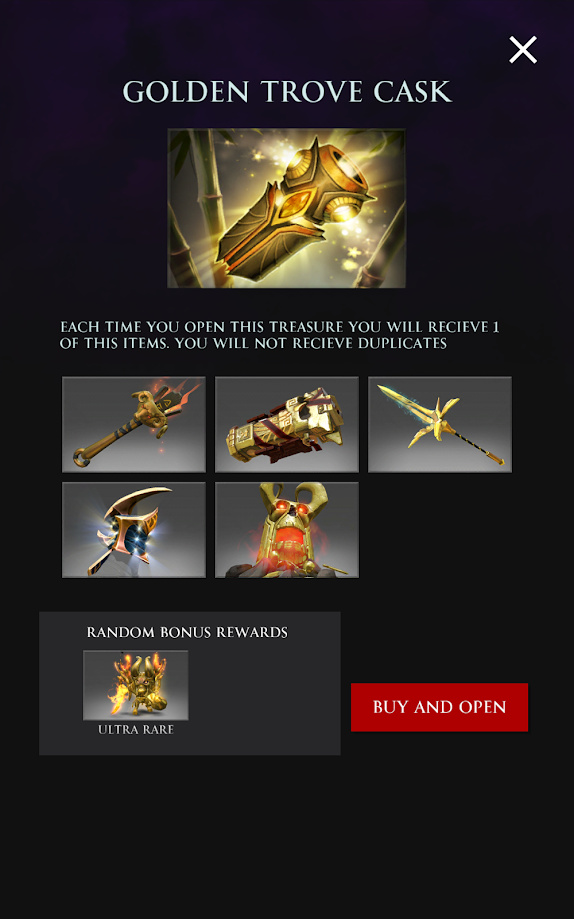 GOLDEN TROVE CASK
EACH TIME YOU OPEN THIS TREASURE YOU WILL RECIEVE 1
OF THIS ITEMS. YOU WILL NOT RECIEVE DUPLICATES
RANDOM BONUS REWARDS
ULTRA RARE
BUY AND OPEN